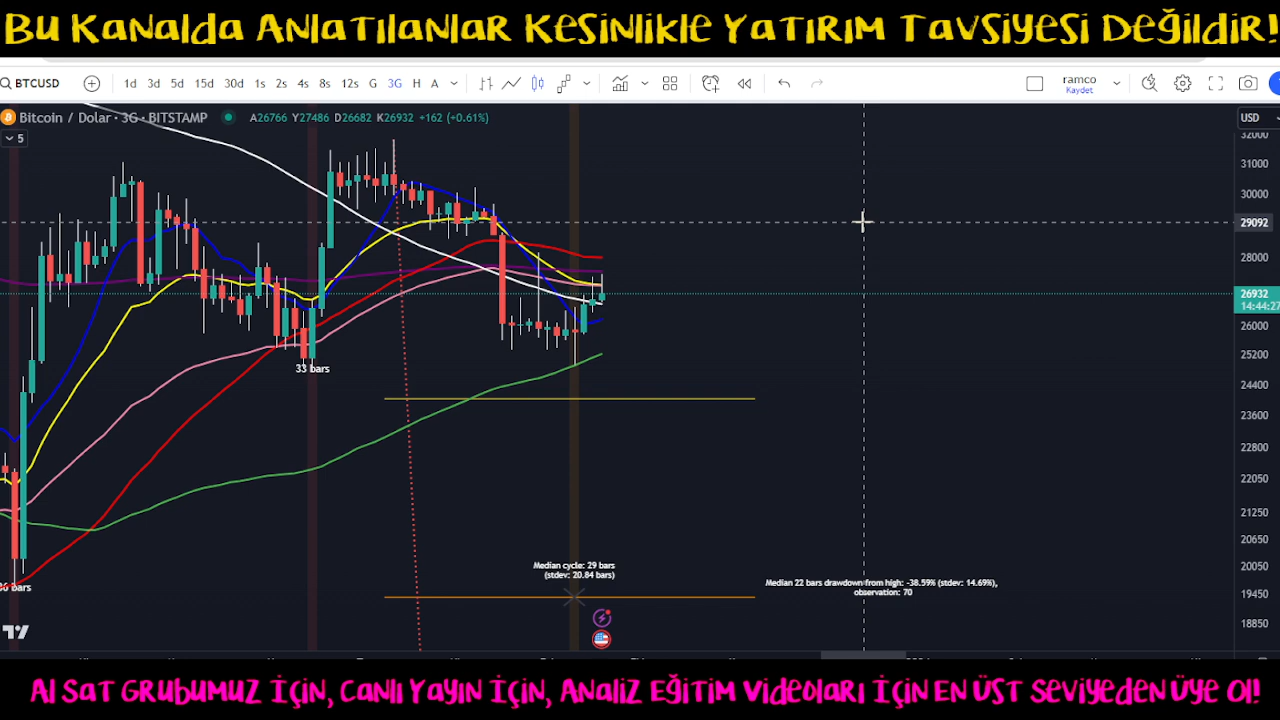 Bu Kanalda Anlatılanlar Kesinlikle Yatırım Tavsiyesi Değildir!
BTCUSD 1d 3d 5d 15d 30d 1s 2s 4s 8s 12s G 3G H A ramco
Kaydet
Bitcoin / Dolar · 3G · BITSTAMP A26766 Y27486 D26682 K26932 +162 (+0.61%) USD
5
32000
31000
30000
29092
28000
26932
14:44:27
26000
25200
33 bars
24400
23600
22800
22050
21250
20650
Median cycle: 29 bars
(stdev: 20.84 bars)
20050
Median 22 bars drawdown from high: -38.59% (stdev: 14.69%),
observation: 70
bars
19450
18850
Al Sat Grubumuz İçin, Canlı Yayın İçin, Analiz Eğitim Videoları İçin En Üst Seviyeden Üye Ol!